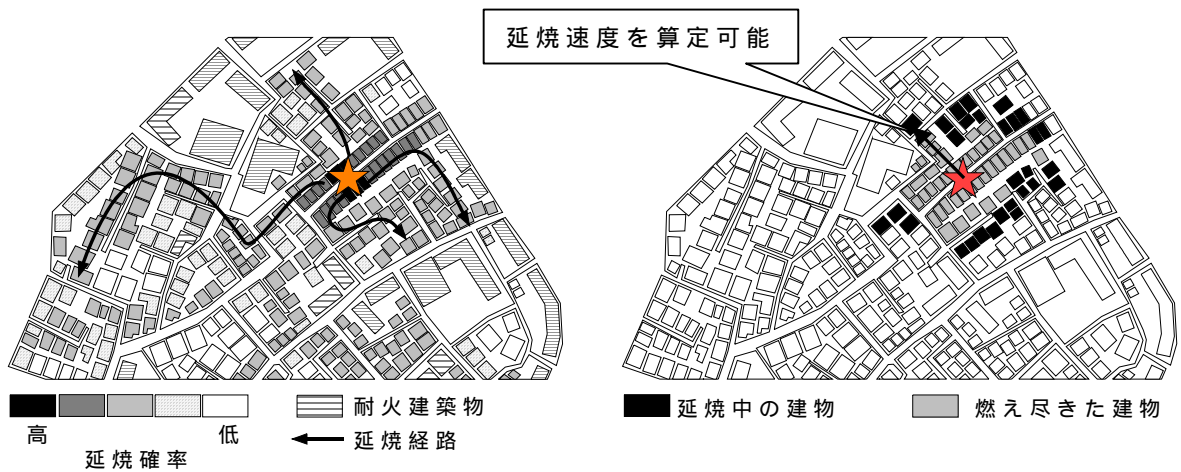 延焼速度を算定可能
耐火建築物
高
低
延焼経路
延焼確率
延焼中の建物
燃え尽きた建物